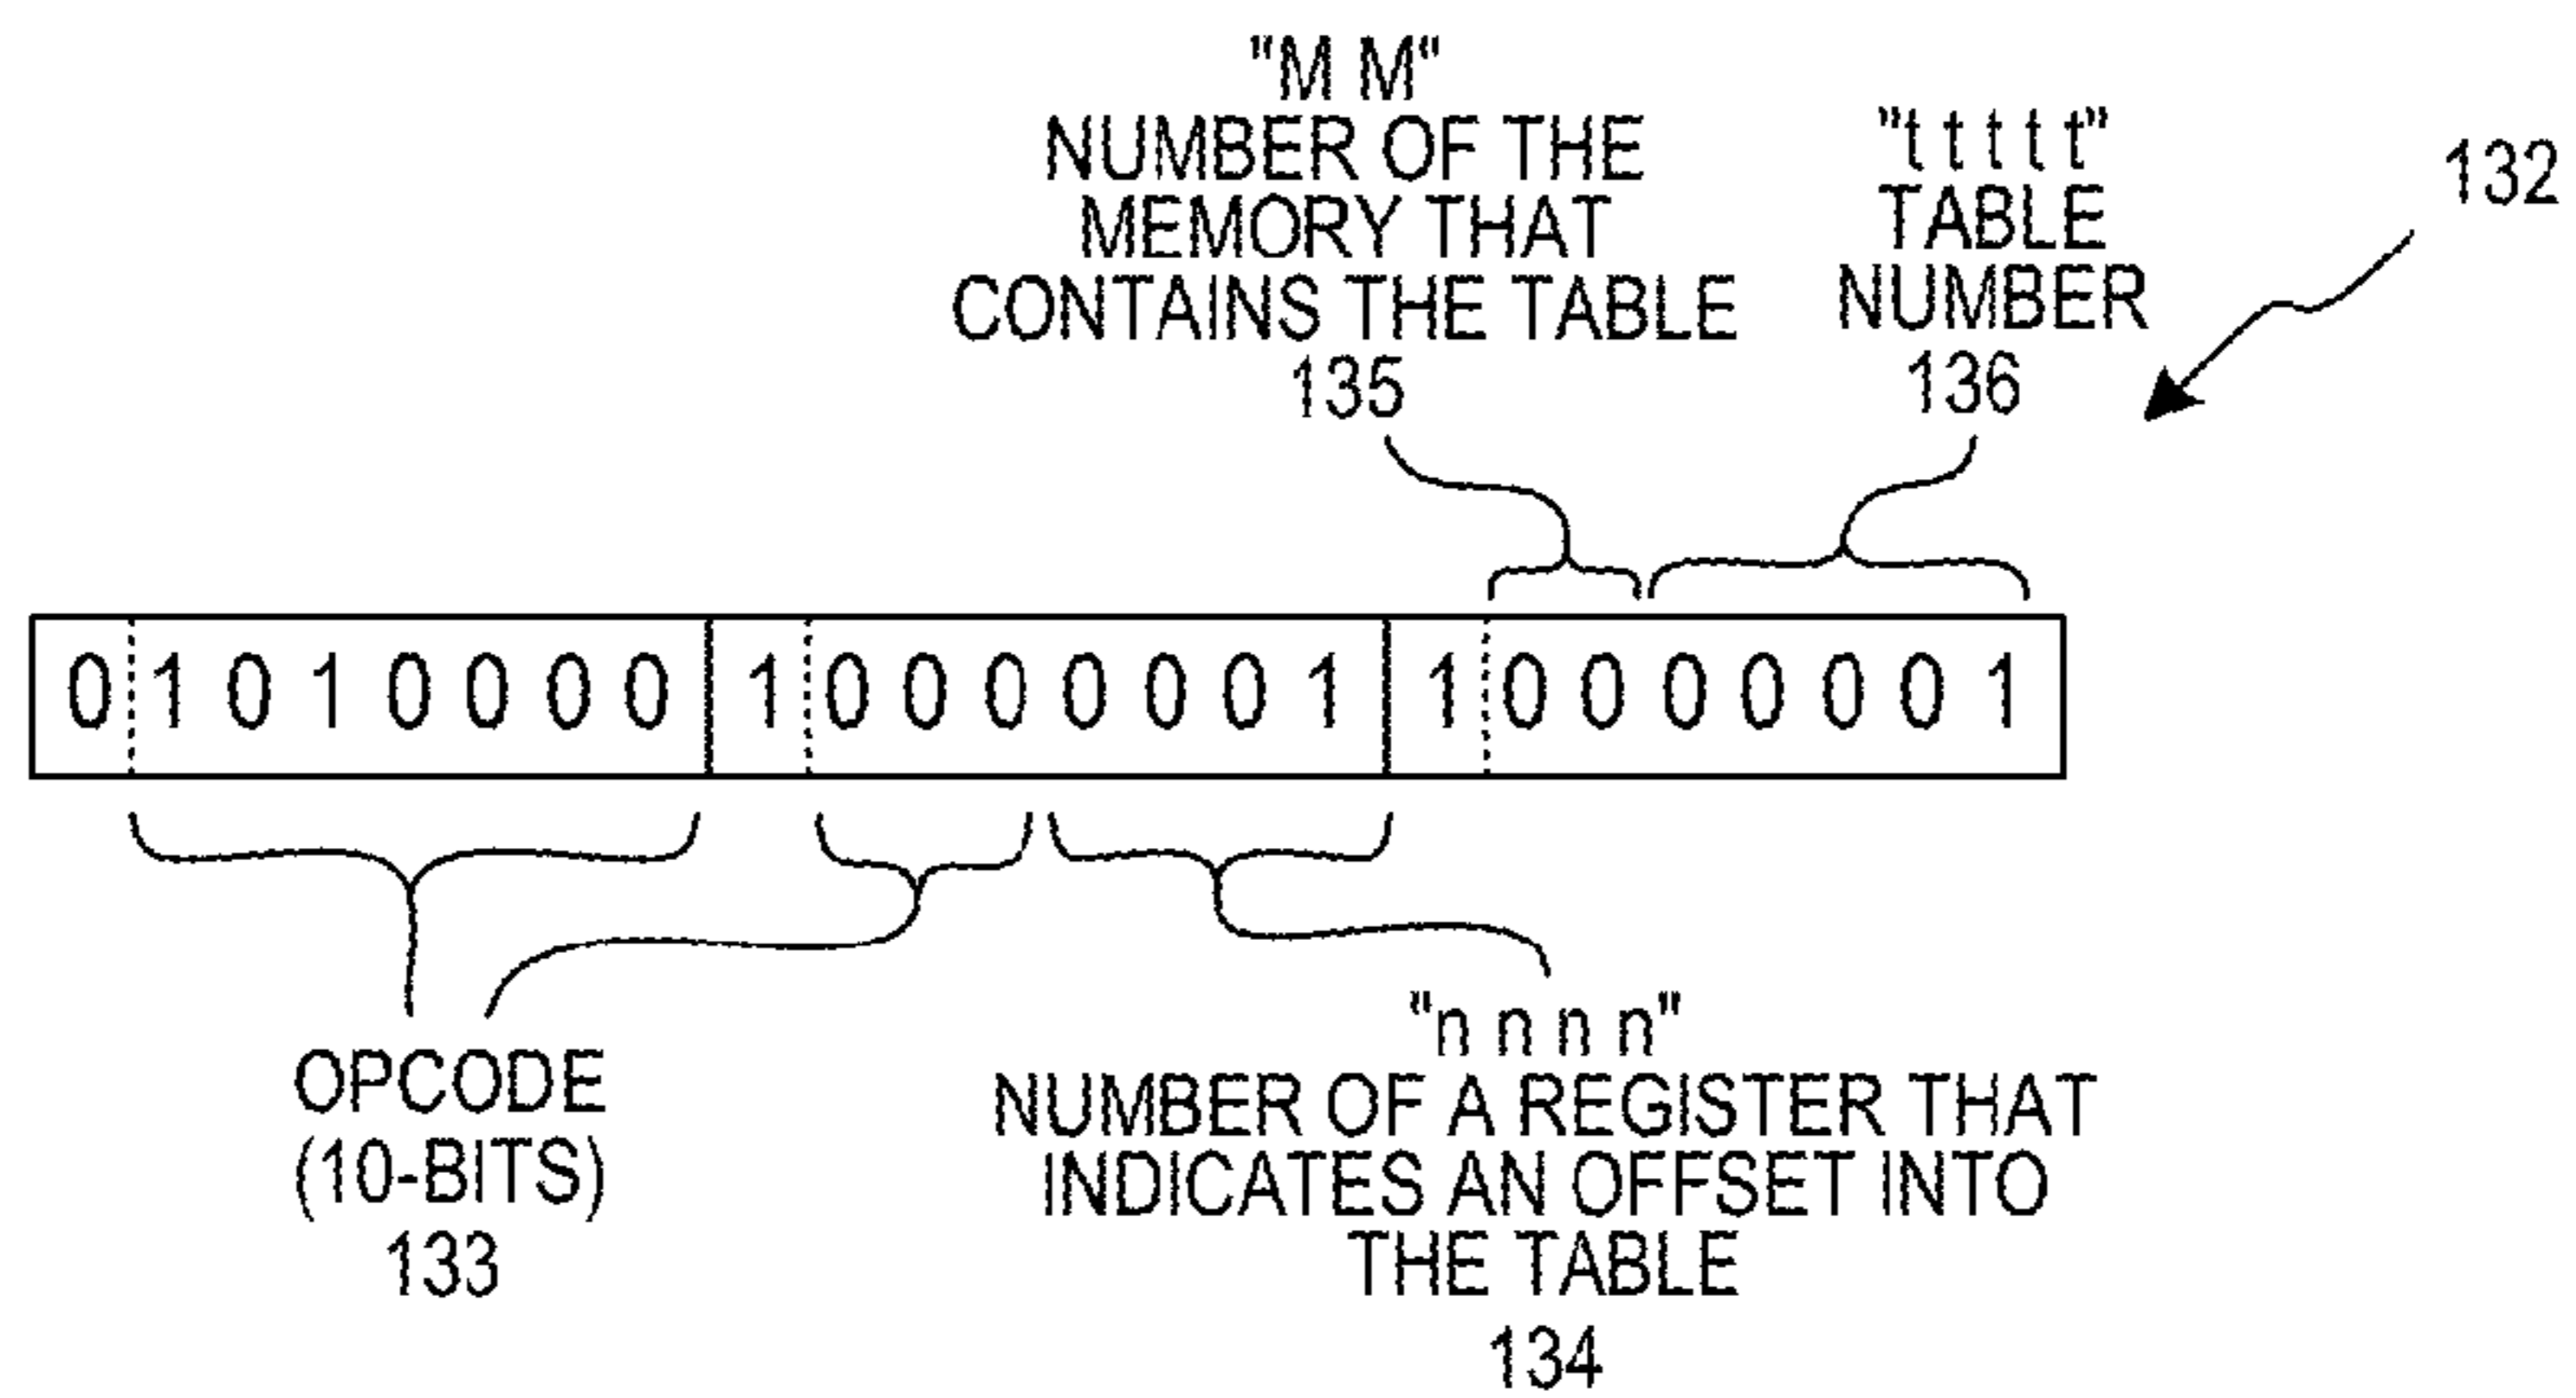 "M M"
NUMBER OF THE
MEMORY THAT
CONTAINS THE TABLE
135
"t t t t t"
TABLE
NUMBER
136
132
0 1 0 1 0 0 0 0 1 0 0 0 0 0 0 1 1 0 0 0 0 0 0 1
OPCODE
(10-BITS)
133
"n n n n"
NUMBER OF A REGISTER THAT
INDICATES AN OFFSET INTO
THE TABLE
134